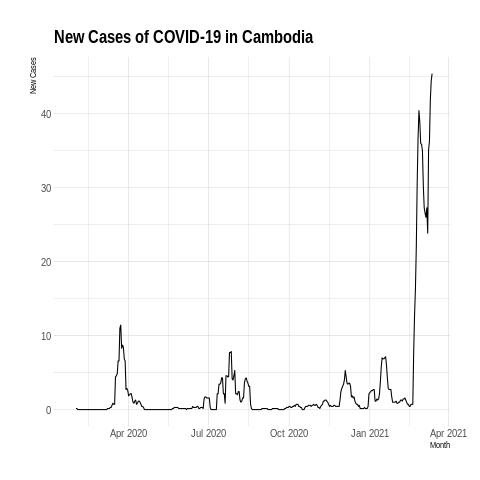 New Cases of COVID-19 in Cambodia
New Cases
40
30
20
10
0
Apr 2020 Jul 2020 Oct 2020 Jan 2021 Apr 2021
Month